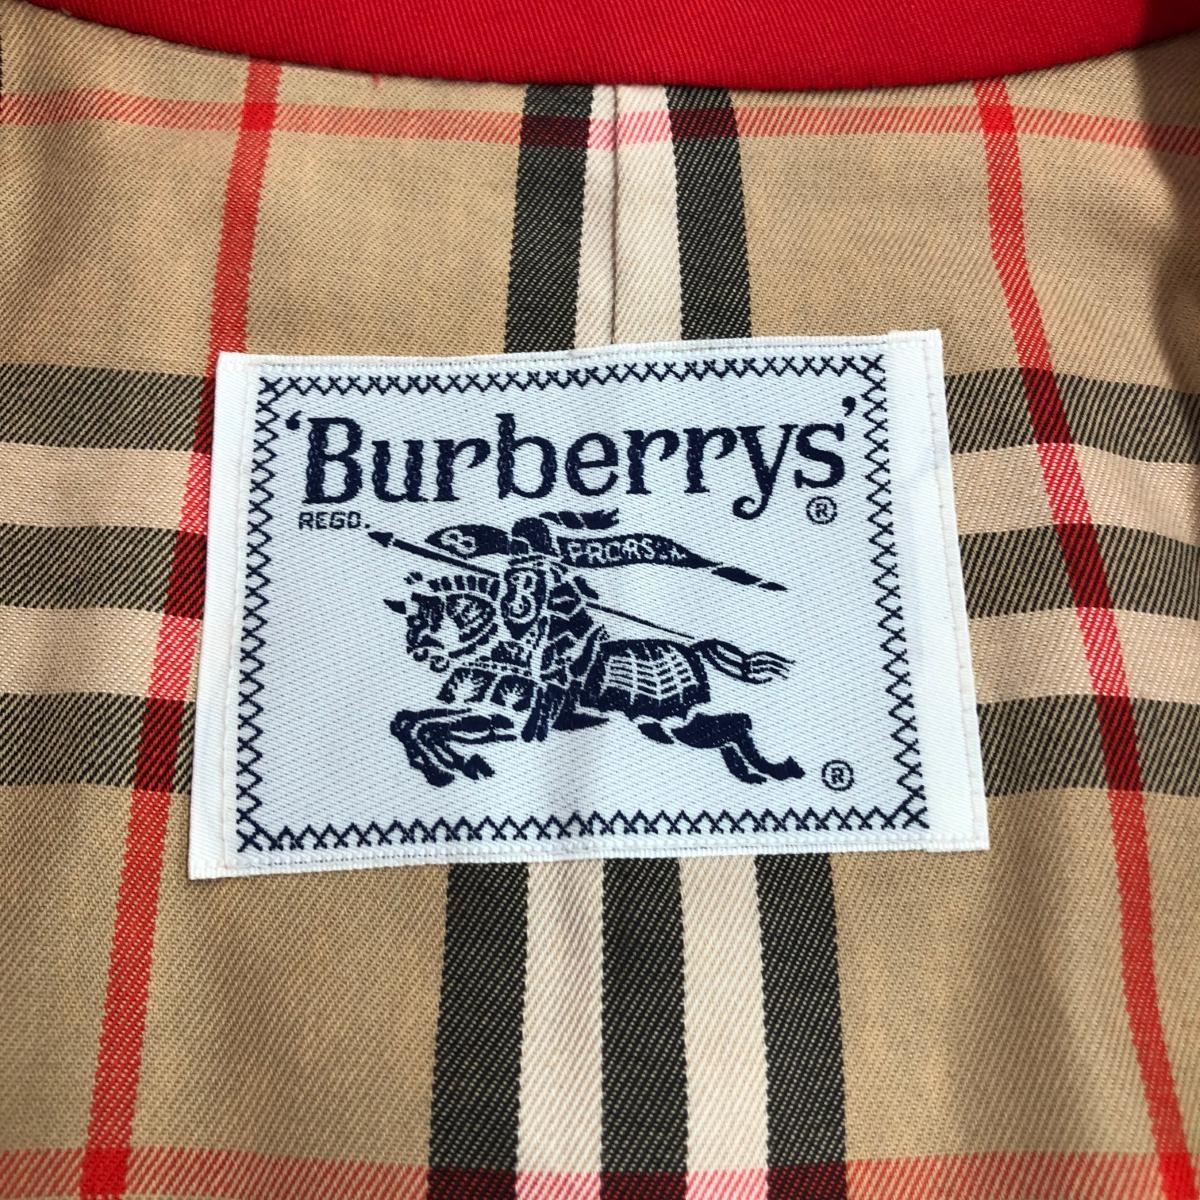 'Burberrys'
REGD. ®
PRORSUM
B
®